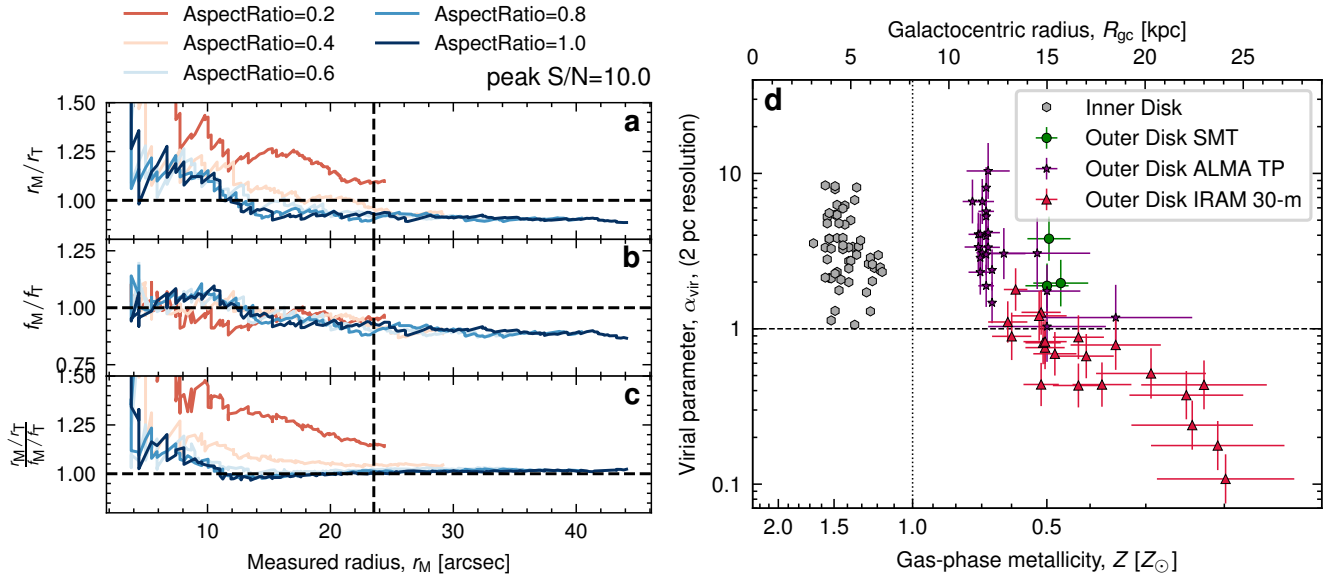 AspectRatio=0.2
AspectRatio=0.4
AspectRatio=0.6
AspectRatio=0.8
AspectRatio=1.0
peak S/N=10.0
a
1.50
1.25
1.00
r_M/r_T
b
1.00
0.75
f_M/f_T
c
1.50
1.25
1.00
r_M/r_T
f_M/f_T
10 20 30 40
Measured radius, r_M [arcsec]
Galactocentric radius, R_gc [kpc]
0 5 10 15 20 25
d
Inner Disk
Outer Disk SMT
Outer Disk ALMA TP
Outer Disk IRAM 30-m
10
1
0.1
Virial parameter, α_vir, (2 pc resolution)
2.0 1.5 1.0 0.5
Gas-phase metallicity, Z [Z_⊙]